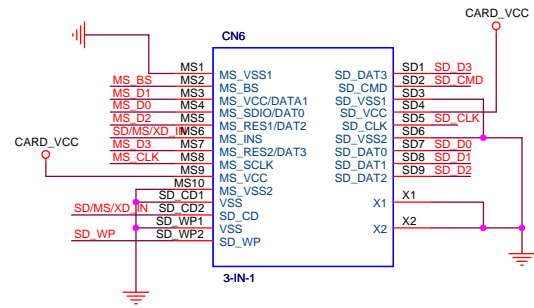 CARD_VCC
CN6
MS1 MS_VSS1 SD_DAT3 SD1 SD_D3
MS_BS MS2 MS_BS SD_CMD SD2 SD_CMD
MS_D1 MS3 MS_VCC/DATA1 SD_VSS1 SD3
MS_D0 MS4 MS_SDIO/DAT0 SD_VCC SD4
MS_D2 MS5 MS_RES1/DAT2 SD_CLK SD5 SD_CLK
SD/MS/XD_IN MS6 MS_INS SD_VSS2 SD6
CARD_VCC MS_D3 MS7 MS_RES2/DAT3 SD_DAT0 SD7 SD_D0
MS_CLK MS8 MS_SCLK SD_DAT1 SD8 SD_D1
MS9 MS_VCC SD_DAT2 SD9 SD_D2
MS10 MS_VSS2
SD_CD1 VSS X1 X1
SD/MS/XD_IN SD_CD2 SD_CD
SD_WP1 VSS X2 X2
SD_WP SD_WP2 SD_WP
3-IN-1